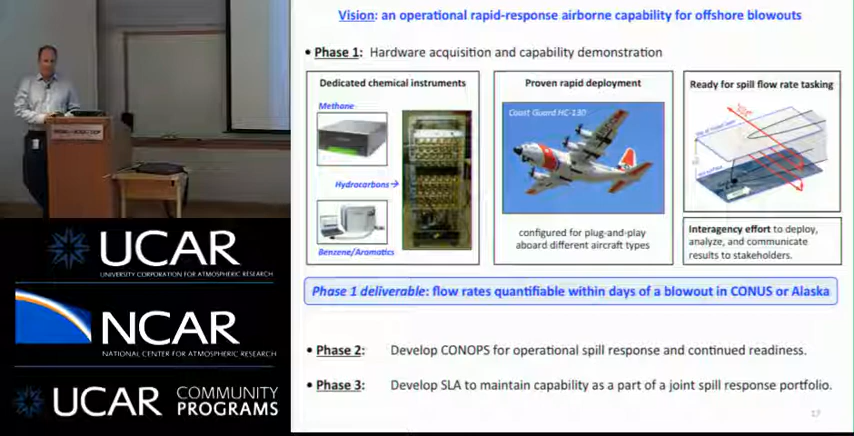 Vision: an operational rapid-response airborne capability for offshore blowouts
• Phase 1: Hardware acquisition and capability demonstration
Dedicated chemical instruments
Methane
Hydrocarbons→
Benzene/Aromatics
Proven rapid deployment
Coast Guard HC-130
configured for plug-and-play
aboard different aircraft types
Ready for spill flow rate tasking
Interagency effort to deploy,
analyze, and communicate
results to stakeholders.
Phase 1 deliverable: flow rates quantifiable within days of a blowout in CONUS or Alaska
• Phase 2: Develop CONOPS for operational spill response and continued readiness.
• Phase 3: Develop SLA to maintain capability as a part of a joint spill response portfolio.
17
UCAR
UNIVERSITY CORPORATION FOR ATMOSPHERIC RESEARCH
NCAR
NATIONAL CENTER FOR ATMOSPHERIC RESEARCH
UCAR COMMUNITY
PROGRAMS